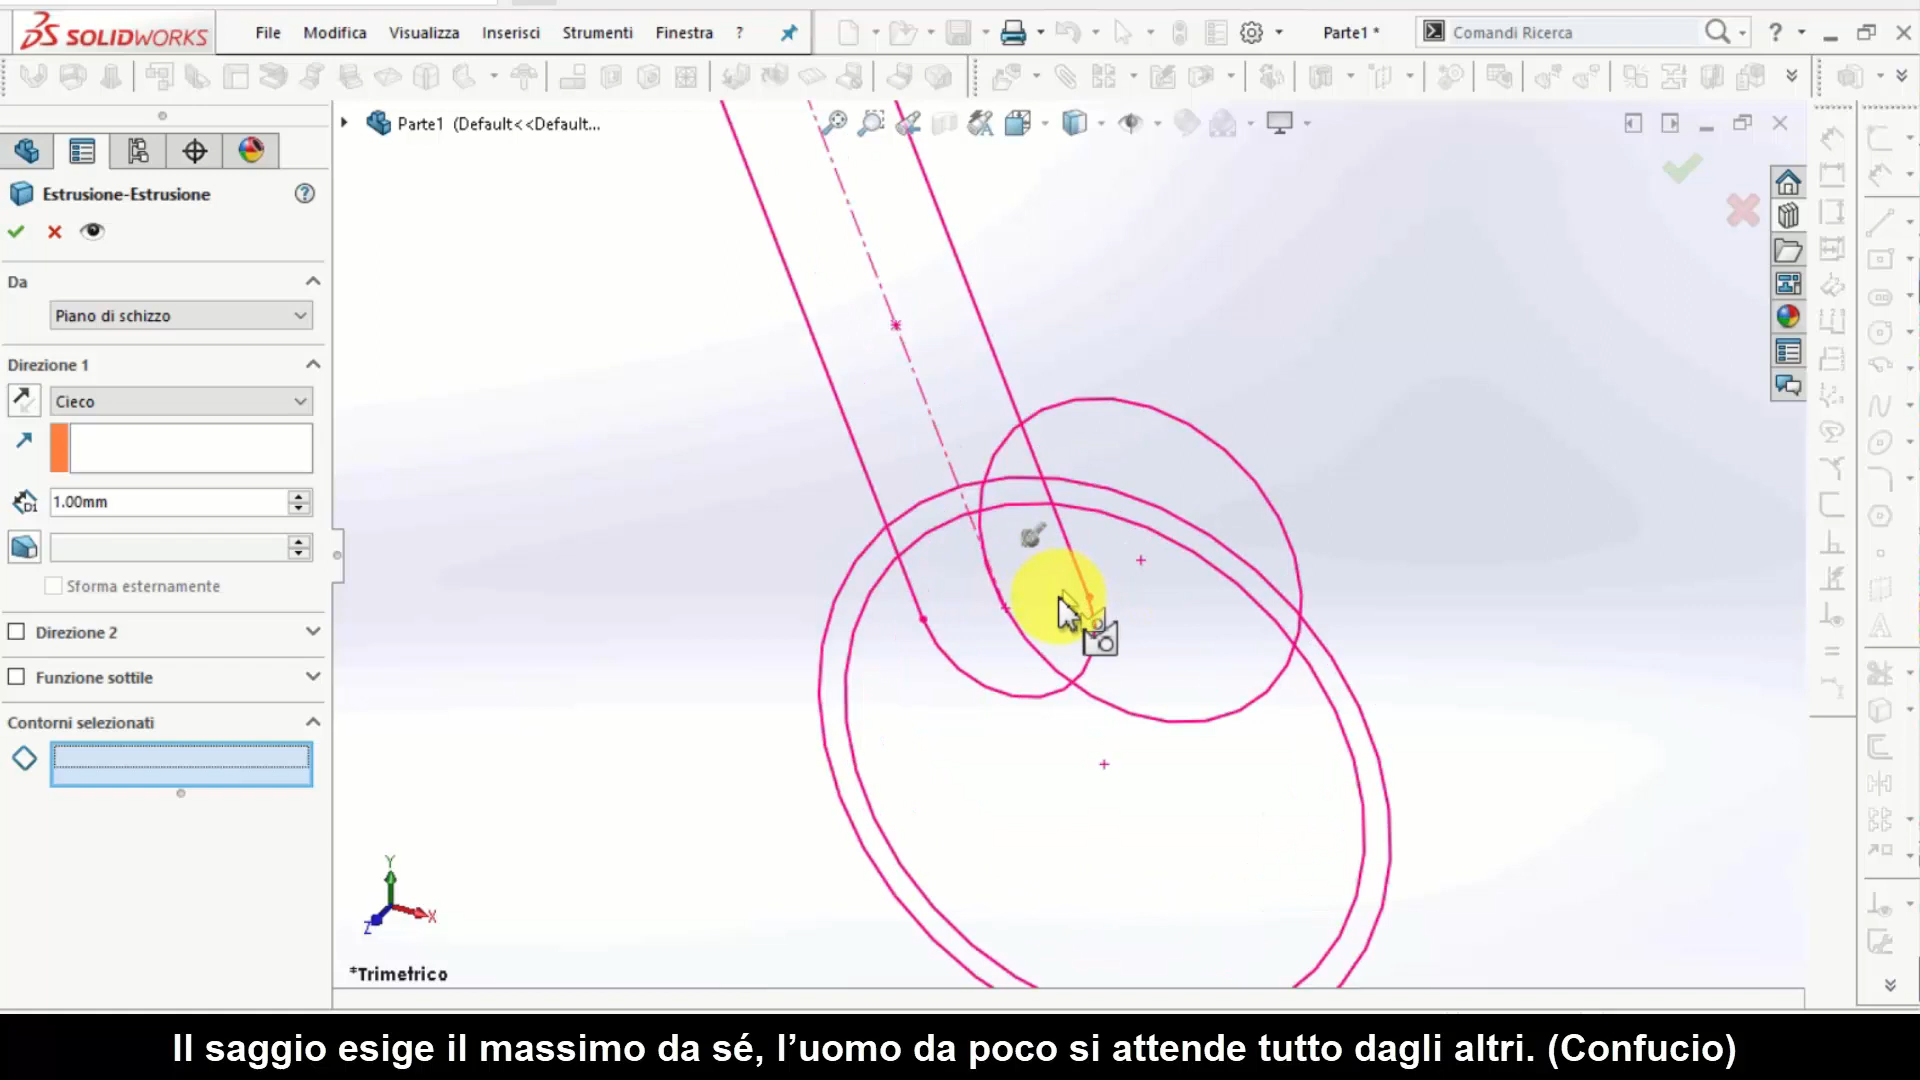 SOLIDWORKS
File Modifica Visualizza Inserisci Strumenti Finestra ?
Parte1 *
Comandi Ricerca
?
Parte1 (Default<<Default...
Estrusione-Estrusione
?
Da
Piano di schizzo
Direzione 1
Cieco
D1
1.00mm
Sforma esternamente
Direzione 2
Funzione sottile
Contorni selezionati
Y
X
Z
*Trimetrico
Il saggio esige il massimo da sé, l’uomo da poco si attende tutto dagli altri. (Confucio)